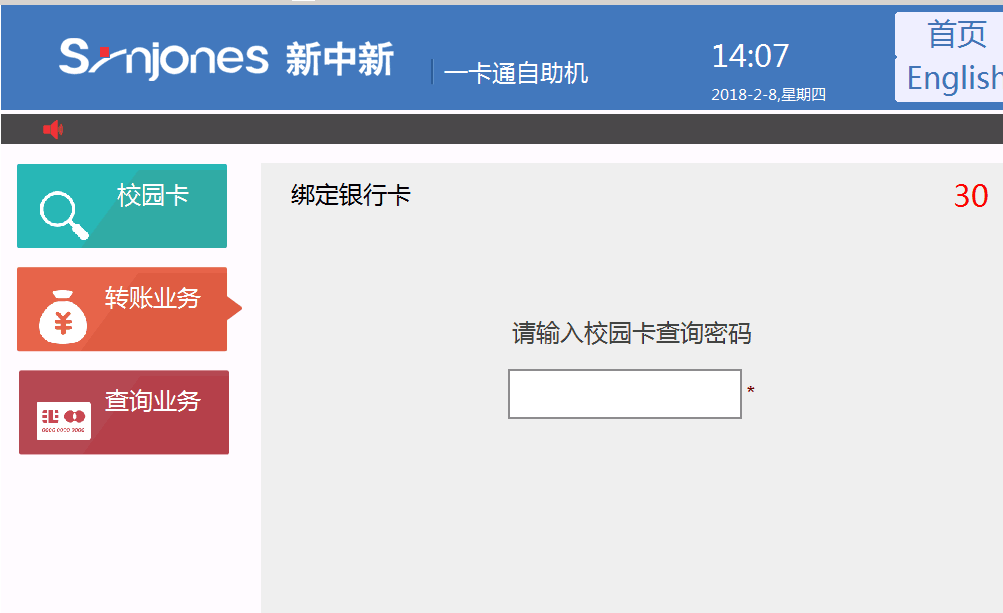 Synjones 新中新
一卡通自助机
14:07
2018-2-8,星期四
首页
English
校园卡
转账业务
查询业务
绑定银行卡
30
请输入校园卡查询密码
*